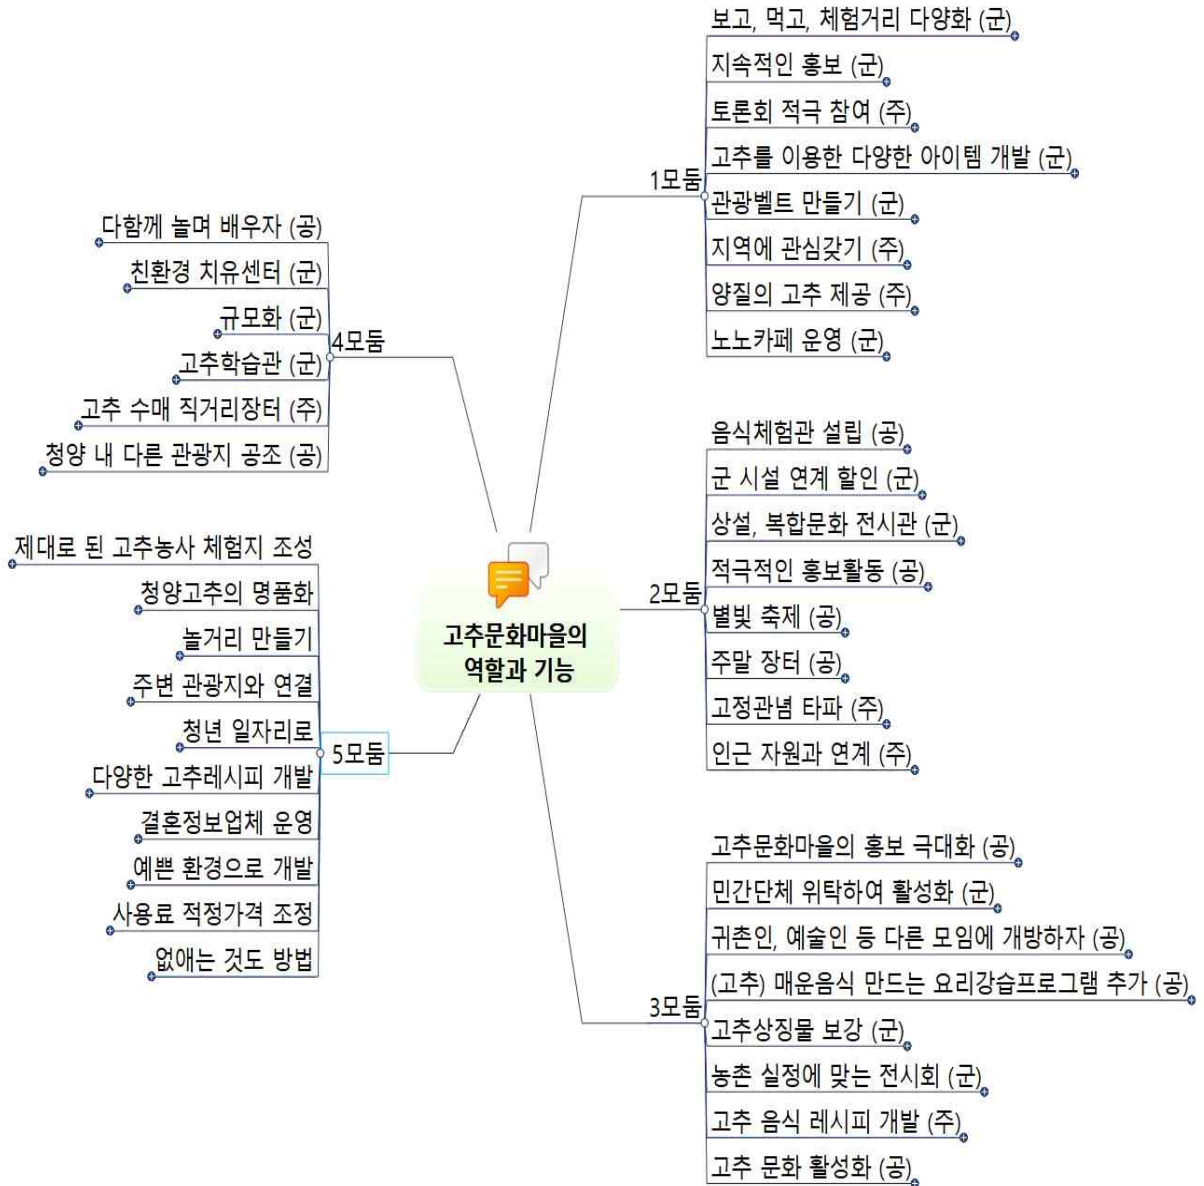 고추문화마을의
역할과 기능
1모둠
보고, 먹고, 체험거리 다양화 (군)
지속적인 홍보 (군)
토론회 적극 참여 (주)
고추를 이용한 다양한 아이템 개발 (군)
관광벨트 만들기 (군)
지역에 관심갖기 (주)
양질의 고추 제공 (주)
노노카페 운영 (군)
2모둠
음식체험관 설립 (공)
군 시설 연계 할인 (군)
상설, 복합문화 전시관 (군)
적극적인 홍보활동 (공)
별빛 축제 (공)
주말 장터 (공)
고정관념 타파 (주)
인근 자원과 연계 (주)
3모둠
고추문화마을의 홍보 극대화 (공)
민간단체 위탁하여 활성화 (군)
귀촌인, 예술인 등 다른 모임에 개방하자 (공)
(고추) 매운음식 만드는 요리강습프로그램 추가 (공)
고추상징물 보강 (군)
농촌 실정에 맞는 전시회 (군)
고추 음식 레시피 개발 (주)
고추 문화 활성화 (공)
4모둠
다함께 놀며 배우자 (공)
친환경 치유센터 (군)
규모화 (군)
고추학습관 (군)
고추 수매 직거리장터 (주)
청양 내 다른 관광지 공조 (공)
5모둠
제대로 된 고추농사 체험지 조성
청양고추의 명품화
놀거리 만들기
주변 관광지와 연결
청년 일자리로
다양한 고추레시피 개발
결혼정보업체 운영
예쁜 환경으로 개발
사용료 적정가격 조정
없애는 것도 방법